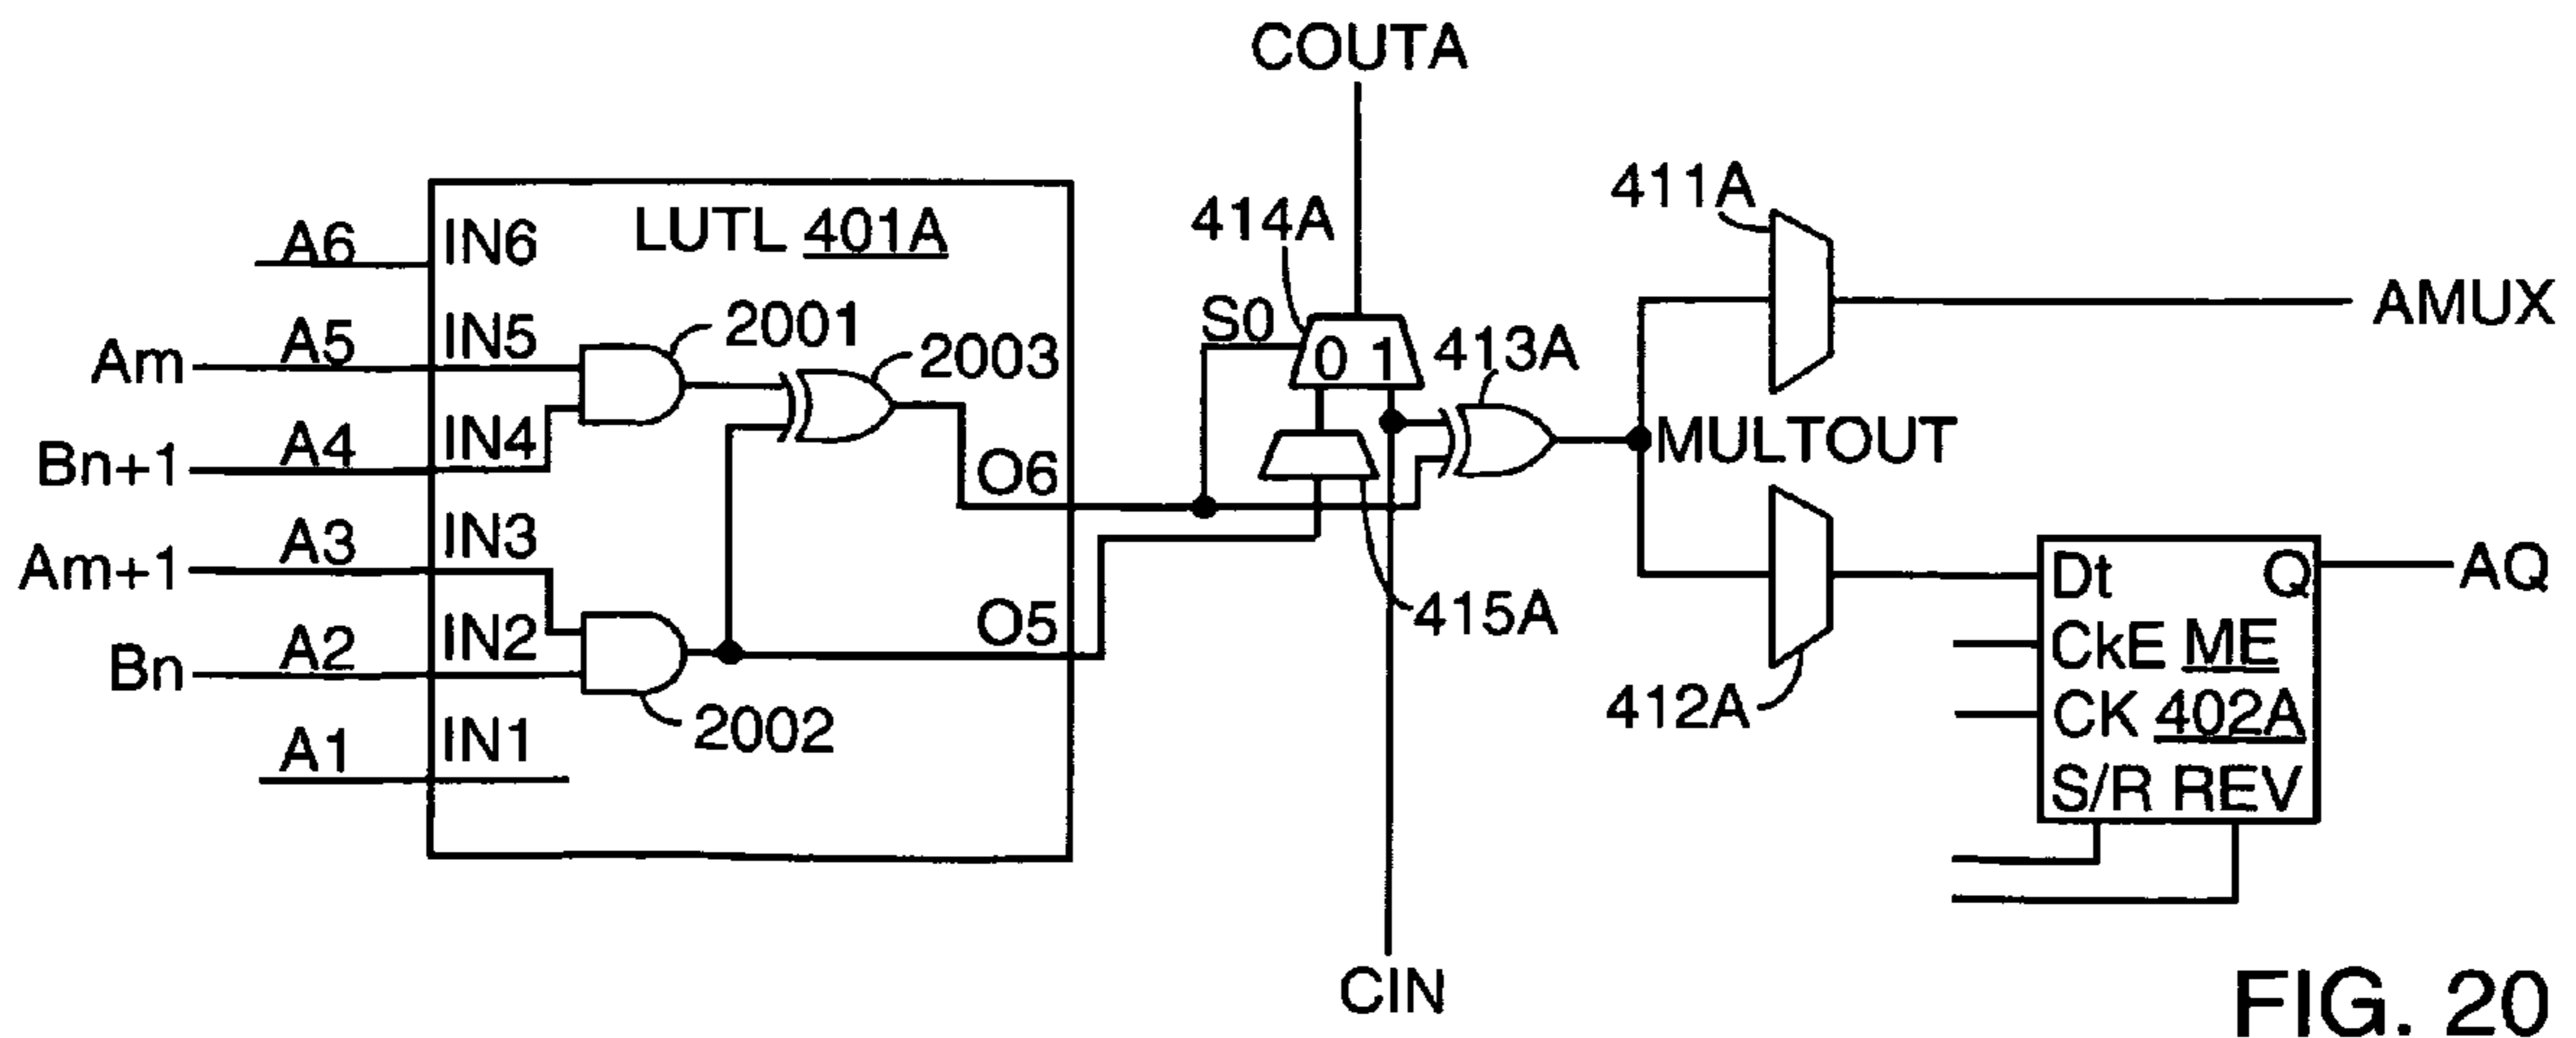 COUTA
A6 IN6 LUTL 401A 414A 411A
A5 IN5 2001 S0 AMUX
Am 2003 0 1 413A
A4 IN4 MULTOUT
Bn+1 O6
A3 IN3 Dt Q AQ
Am+1 415A
A2 IN2 O5 CkE ME
Bn 2002 412A CK 402A
A1 IN1 S/R REV
CIN
FIG. 20